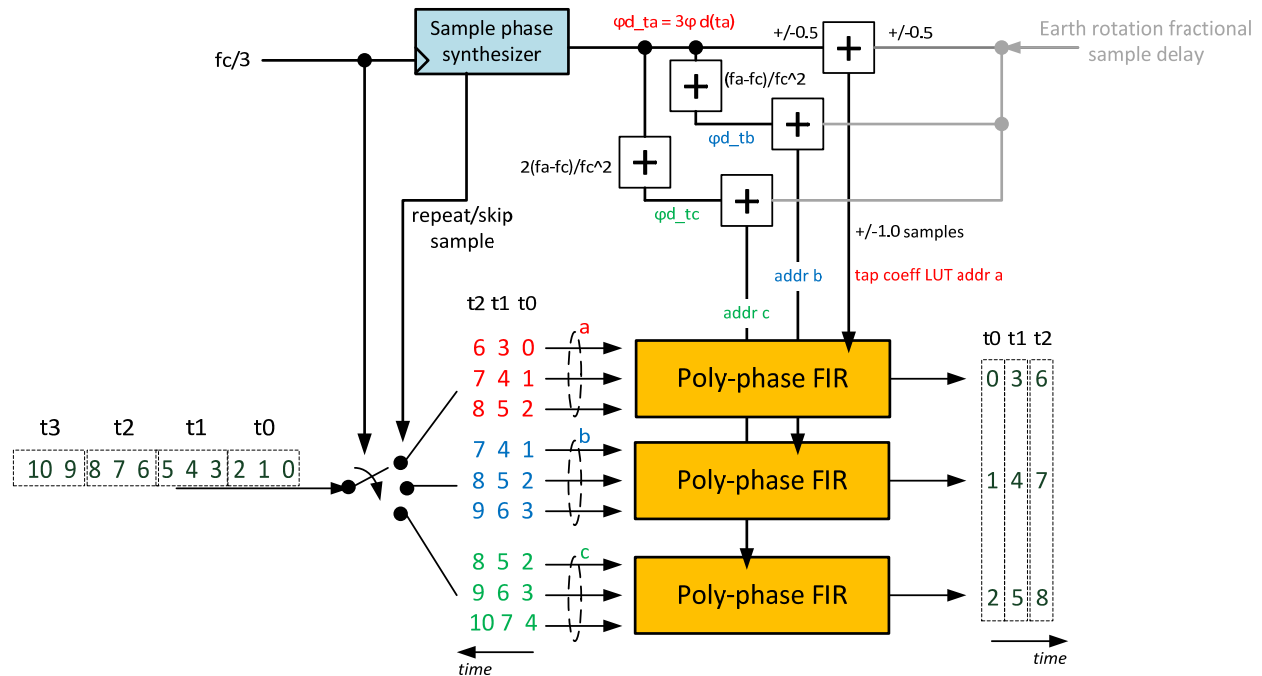 φd_ta = 3φ d(ta)
Sample phase
synthesizer
+/-0.5
+/-0.5
Earth rotation fractional
sample delay
fc/3
+
(fa-fc)/fc^2
+
+
φd_tb
2(fa-fc)/fc^2
+
+
φd_tc
repeat/skip
sample
+/-1.0 samples
addr b
tap coeff LUT addr a
addr c
t2 t1 t0
a
6 3 0
7 4 1
8 5 2
Poly-phase FIR
t0 t1 t2
0 3 6
t3 t2 t1 t0
10 9 8 7 6 5 4 3 2 1 0
b
7 4 1
8 5 2
9 6 3
Poly-phase FIR
1 4 7
c
8 5 2
9 6 3
10 7 4
Poly-phase FIR
2 5 8
time
time